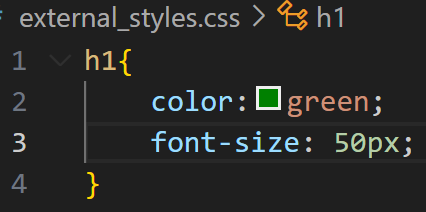 external_styles.css > h1
1 h1{
2 color: green;
3 font-size: 50px;
4 }